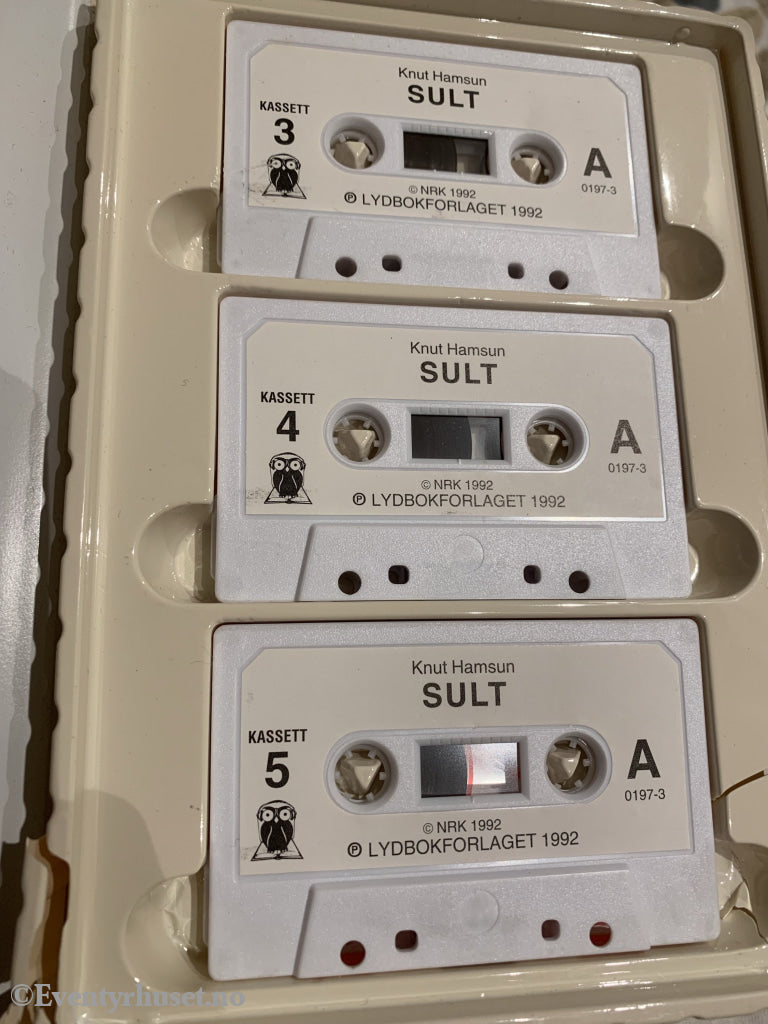 Knut Hamsun
SULT
KASSETT
3
A
0197-3
© NRK 1992
℗ LYDBOKFORLAGET 1992
Knut Hamsun
SULT
KASSETT
4
A
0197-3
© NRK 1992
℗ LYDBOKFORLAGET 1992
Knut Hamsun
SULT
KASSETT
5
A
0197-3
© NRK 1992
℗ LYDBOKFORLAGET 1992
©Eventyrhuset.no